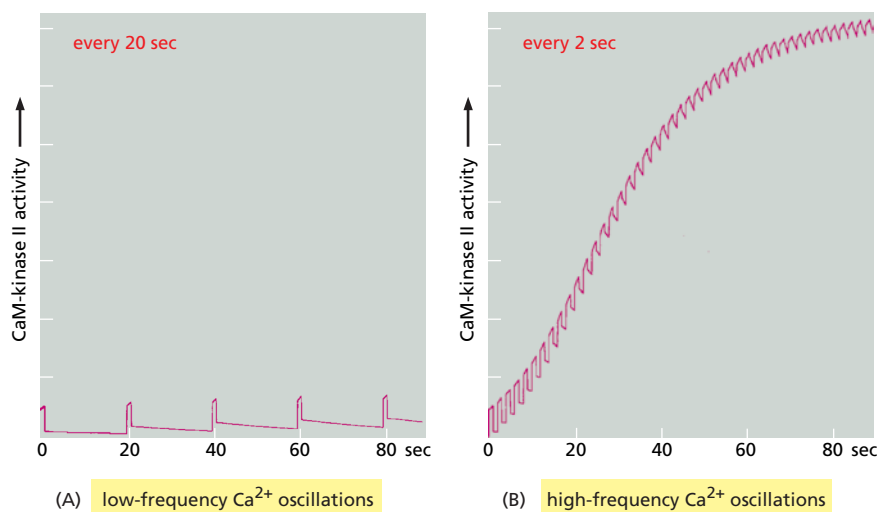 every 20 sec
CaM-kinase II activity
0 20 40 60 80 sec
(A) low-frequency Ca²⁺ oscillations
every 2 sec
CaM-kinase II activity
0 20 40 60 80 sec
(B) high-frequency Ca²⁺ oscillations